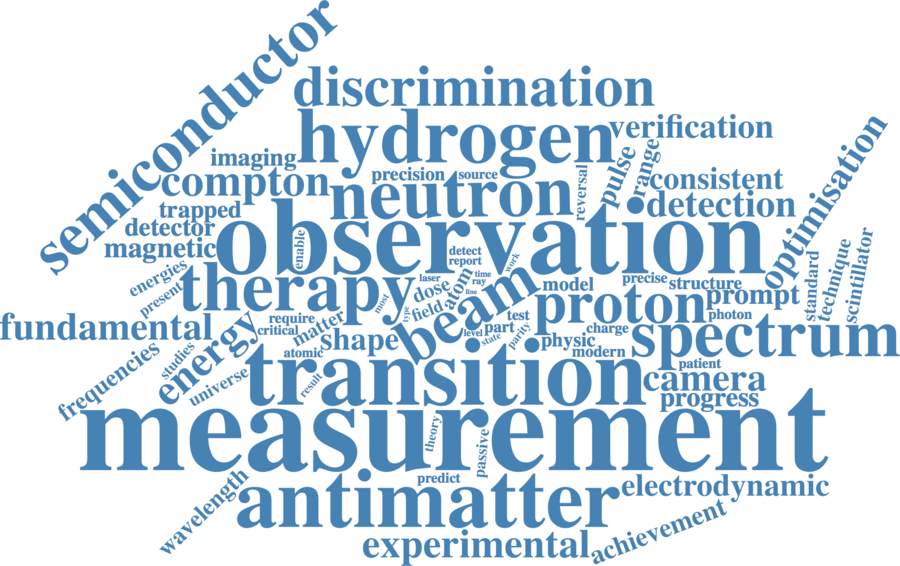 semiconductor
discrimination
hydrogen
verification
imaging
compton
precision
source
neutron
reversal
pulse
range
consistent
detection
optimisation
trapped
detector
magnetic
observation
enable
detect
report
work
energies
present
therapy
most
type
dose
field
atom
laser
time
ray
line
beam
model
precise
structure
proton
prompt
photon
standard
technique
scintillator
fundamental
energy
require
critical
matter
shape
level
state
part
test
parity
charge
physic
modern
spectrum
frequencies
studies
universe
atomic
result
transition
patient
camera
progress
measurement
theory
passive
predict
wavelength
antimatter
electrodynamic
experimental
achievement